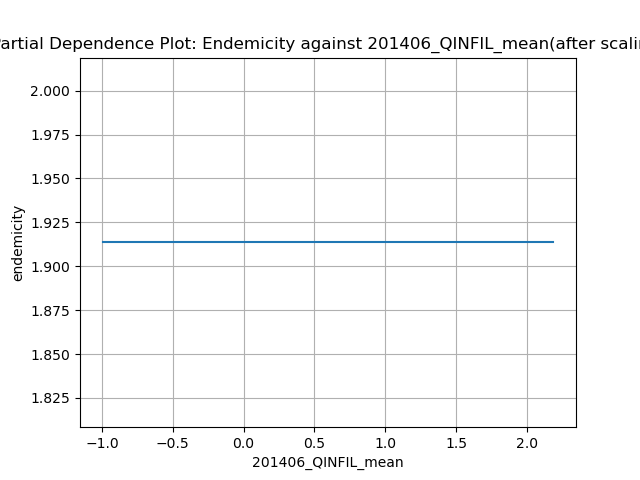 Partial Dependence Plot: Endemicity against 201406_QINFIL_mean(after scalin
2.000
1.975
1.950
1.925
1.900
1.875
1.850
1.825
endemicity
−1.0 −0.5 0.0 0.5 1.0 1.5 2.0
201406_QINFIL_mean